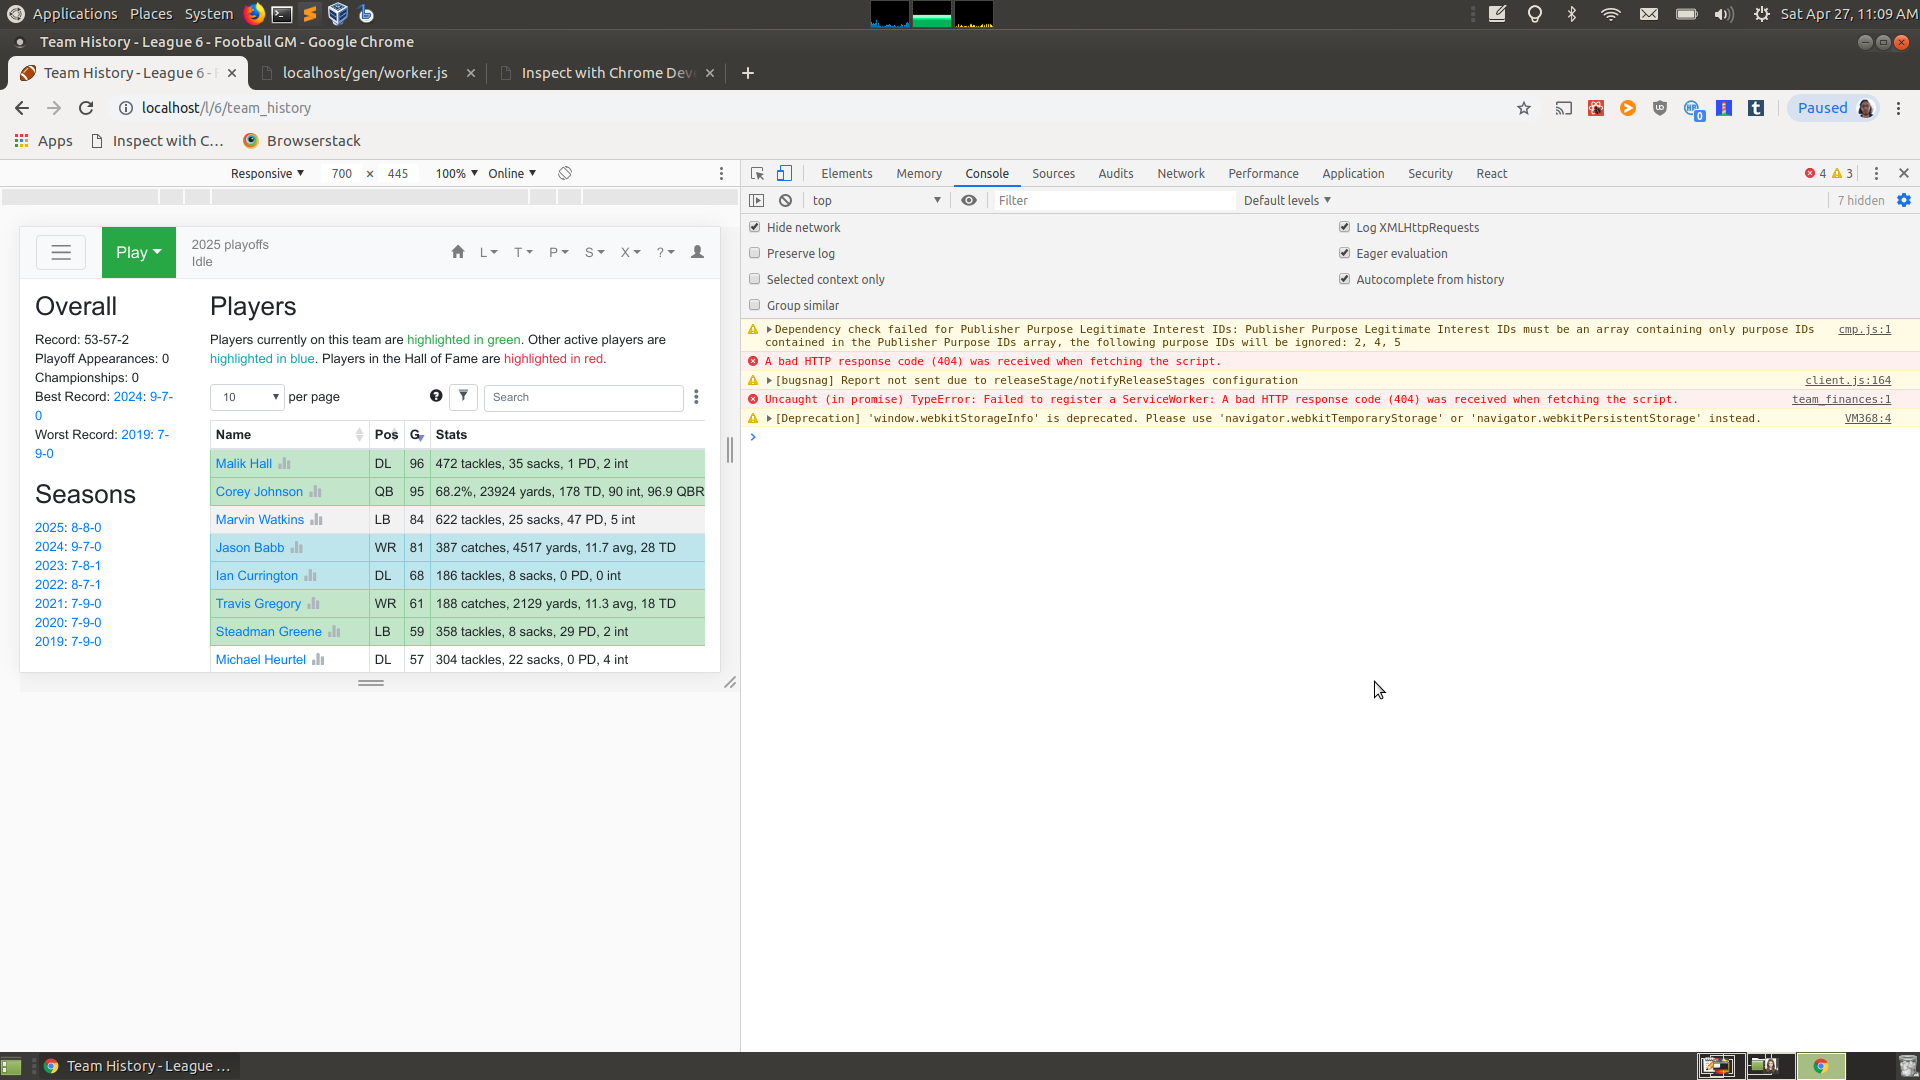 Applications Places System
Sat Apr 27, 11:09 AM
Team History - League 6 - Football GM - Google Chrome
Team History - League 6 -
localhost/gen/worker.js
Inspect with Chrome Dev
localhost/l/6/team_history
0
Paused
Apps
Inspect with C...
Browserstack
Responsive 700 × 445 100% Online
Play
2025 playoffs
Idle
L T P S X ?
Overall
Record: 53-57-2
Playoff Appearances: 0
Championships: 0
Best Record: 2024: 9-7-
0
Worst Record: 2019: 7-
9-0
Seasons
2025: 8-8-0
2024: 9-7-0
2023: 7-8-1
2022: 8-7-1
2021: 7-9-0
2020: 7-9-0
2019: 7-9-0
Players
Players currently on this team are highlighted in green. Other active players are
highlighted in blue. Players in the Hall of Fame are highlighted in red.
10 per page
Search
Name Pos G Stats
Malik Hall DL 96 472 tackles, 35 sacks, 1 PD, 2 int
Corey Johnson QB 95 68.2%, 23924 yards, 178 TD, 90 int, 96.9 QBR
Marvin Watkins LB 84 622 tackles, 25 sacks, 47 PD, 5 int
Jason Babb WR 81 387 catches, 4517 yards, 11.7 avg, 28 TD
Ian Currington DL 68 186 tackles, 8 sacks, 0 PD, 0 int
Travis Gregory WR 61 188 catches, 2129 yards, 11.3 avg, 18 TD
Steadman Greene LB 59 358 tackles, 8 sacks, 29 PD, 2 int
Michael Heurtel DL 57 304 tackles, 22 sacks, 0 PD, 4 int
Elements Memory Console Sources Audits Network Performance Application Security React
4 3
top
Filter
Default levels
7 hidden
Hide network
Log XMLHttpRequests
Preserve log
Eager evaluation
Selected context only
Autocomplete from history
Group similar
Dependency check failed for Publisher Purpose Legitimate Interest IDs: Publisher Purpose Legitimate Interest IDs must be an array containing only purpose IDs cmp.js:1
contained in the Publisher Purpose IDs array, the following purpose IDs will be ignored: 2, 4, 5
A bad HTTP response code (404) was received when fetching the script.
[bugsnag] Report not sent due to releaseStage/notifyReleaseStages configuration client.js:164
Uncaught (in promise) TypeError: Failed to register a ServiceWorker: A bad HTTP response code (404) was received when fetching the script. team_finances:1
[Deprecation] 'window.webkitStorageInfo' is deprecated. Please use 'navigator.webkitTemporaryStorage' or 'navigator.webkitPersistentStorage' instead. VM368:4
Team History - League ...